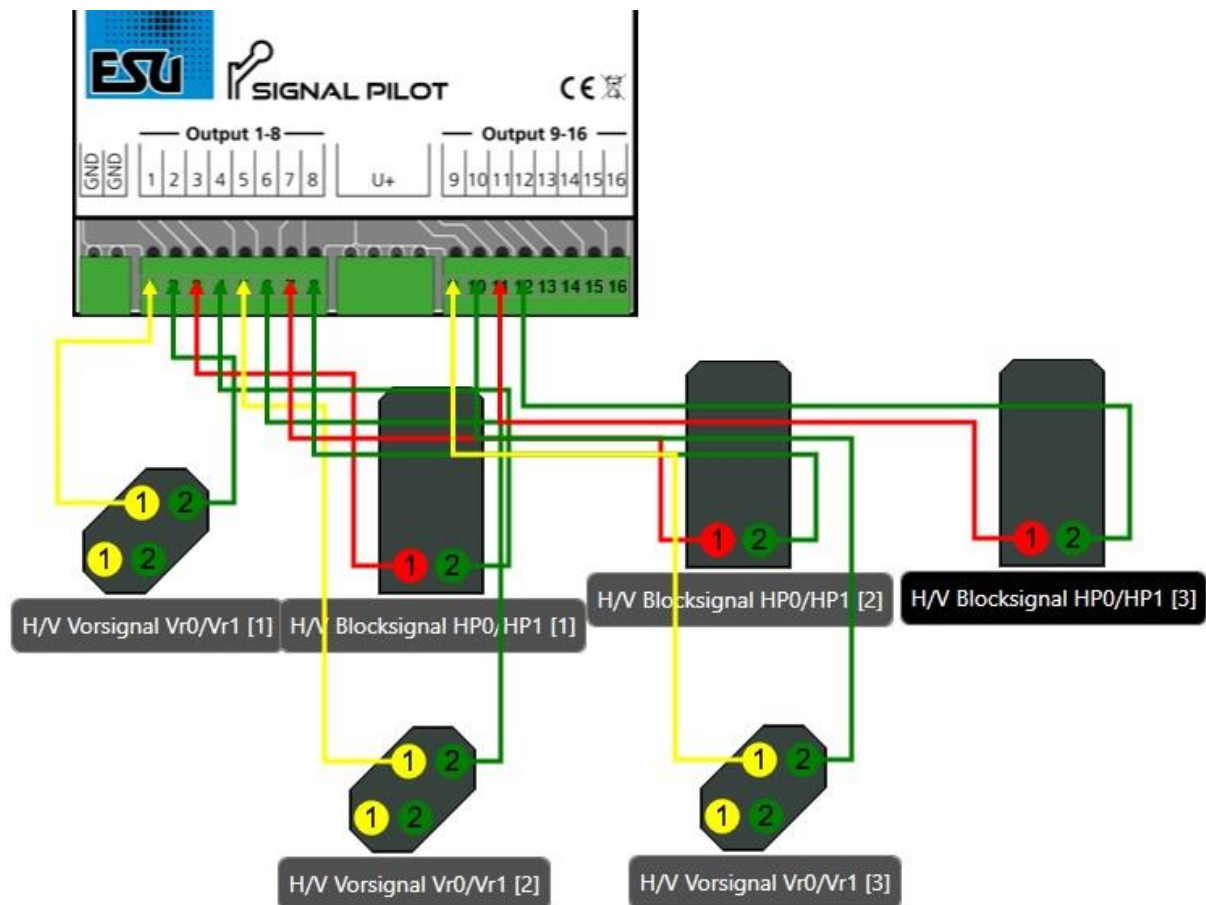 ESU SIGNAL PILOT CE
Output 1-8 Output 9-16
GND GND 1 2 3 4 5 6 7 8 U+ 9 10 11 12 13 14 15 16
2 3 4 5 6 7 8 9 10 11 12 13 14 15 16
1 2
1 2
1 2
1 2
1 2
H/V Vorsignal Vr0/Vr1 [1] H/V Blocksignal HP0/HP1 [1] H/V Blocksignal HP0/HP1 [2] H/V Blocksignal HP0/HP1 [3]
1 2 1 2
1 2 1 2
H/V Vorsignal Vr0/Vr1 [2] H/V Vorsignal Vr0/Vr1 [3]